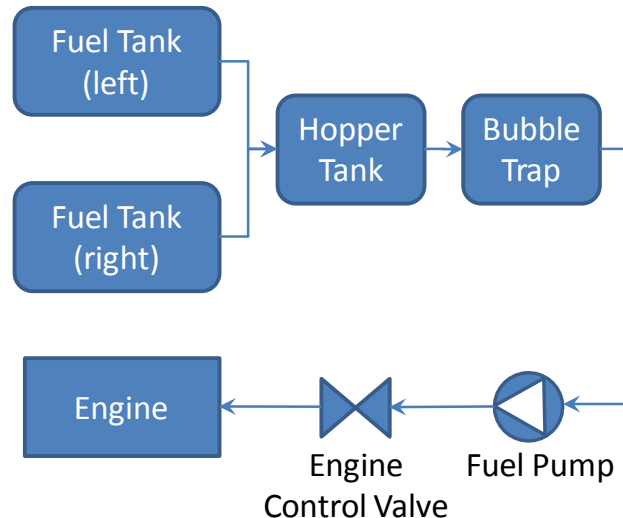 Fuel Tank
(left)
Hopper
Tank
Bubble
Trap
Fuel Tank
(right)
Engine
Engine
Control Valve
Fuel Pump